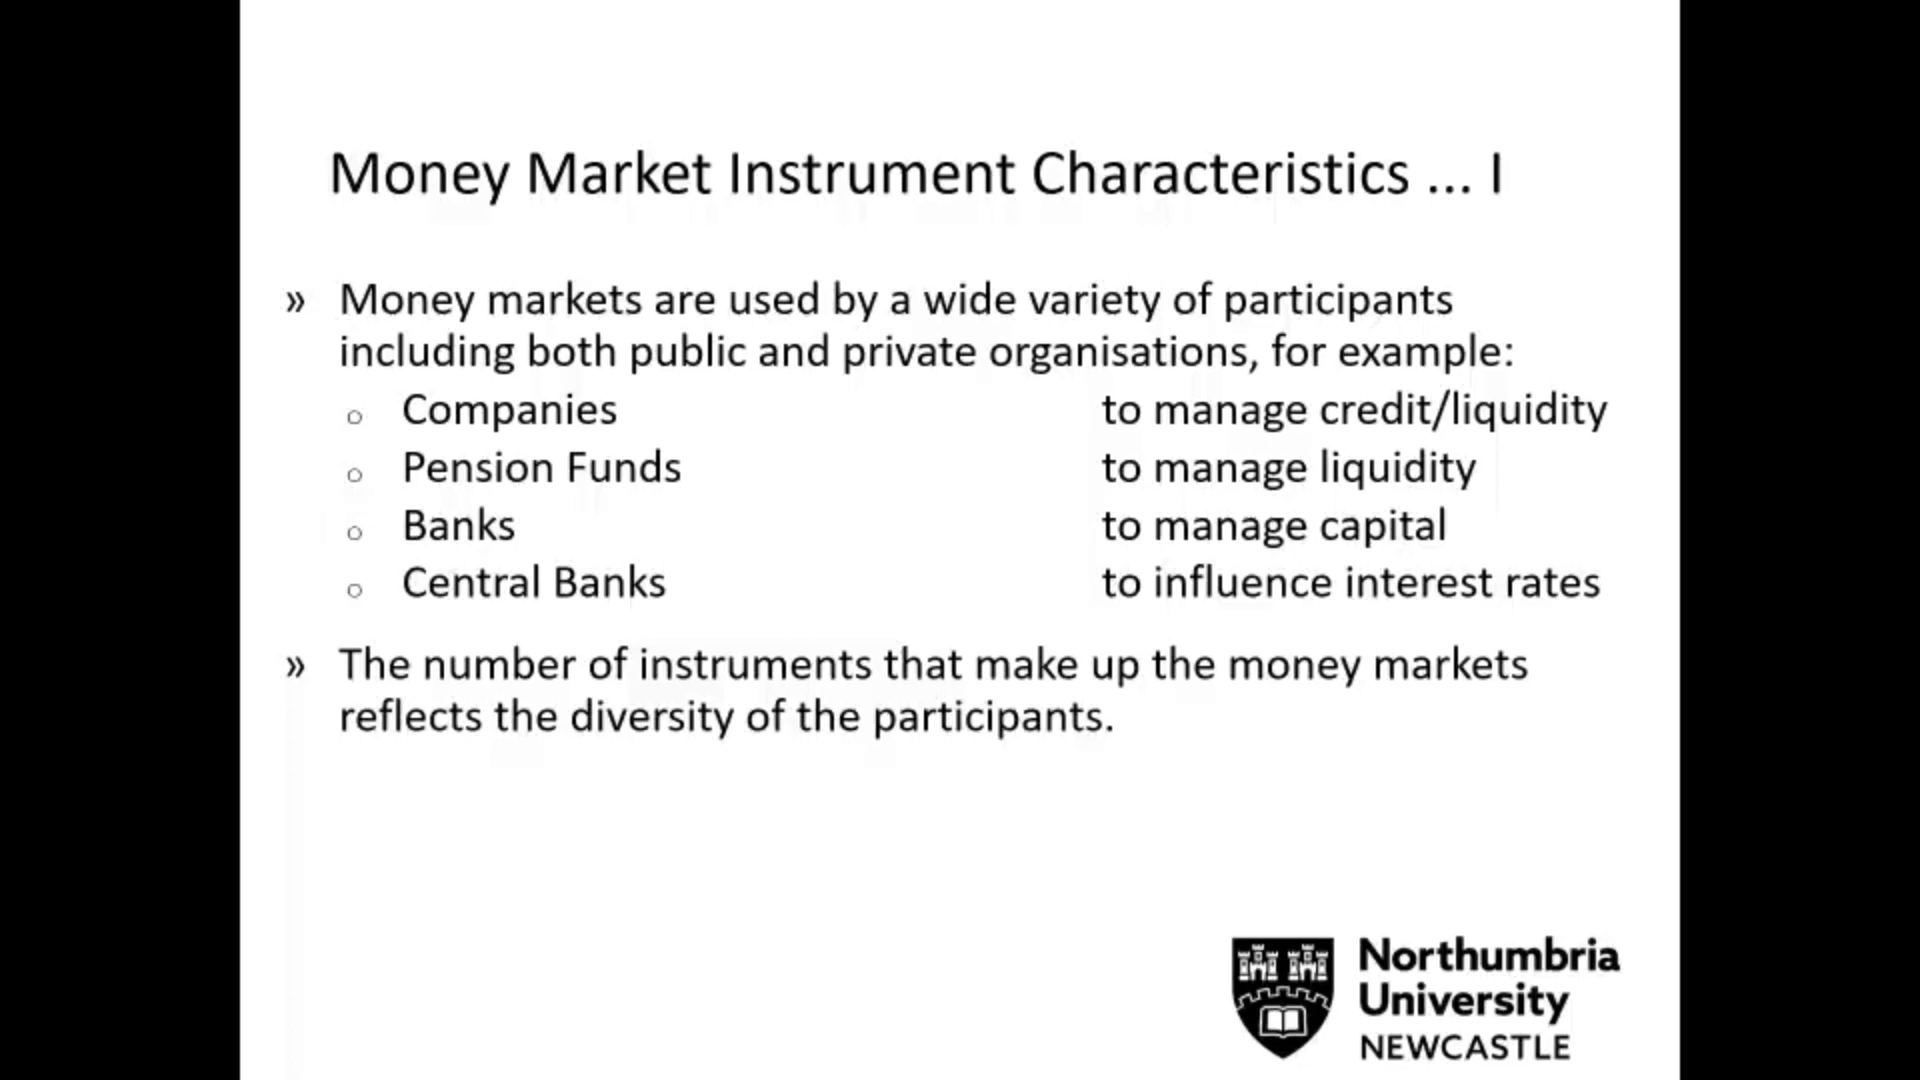 Money Market Instrument Characteristics ... I
» Money markets are used by a wide variety of participants
including both public and private organisations, for example:
o Companies to manage credit/liquidity
o Pension Funds to manage liquidity
o Banks to manage capital
o Central Banks to influence interest rates
» The number of instruments that make up the money markets
reflects the diversity of the participants.
Northumbria
University
NEWCASTLE